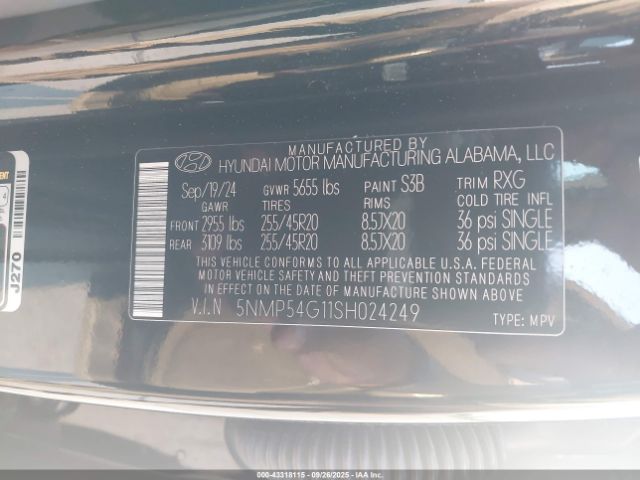 MANUFACTURED BY
HYUNDAI MOTOR MANUFACTURING ALABAMA, LLC
Sep/19/24 GVWR 5655 lbs PAINT S3B TRIM RXG
GAWR TIRES RIMS COLD TIRE INFL
FRONT 2955 lbs 255/45R20 8.5JX20 36 psi SINGLE
REAR 3109 lbs 255/45R20 8.5JX20 36 psi SINGLE
THIS VEHICLE CONFORMS TO ALL APPLICABLE U.S.A. FEDERAL
MOTOR VEHICLE SAFETY AND THEFT PREVENTION STANDARDS
IN EFFECT ON THE DATE OF MANUFACTURE SHOWN ABOVE.
V.I.N 5NMP54G11SH024249 TYPE: MPV
J270
000-43318115 - 09/26/2025 - IAAI.COM